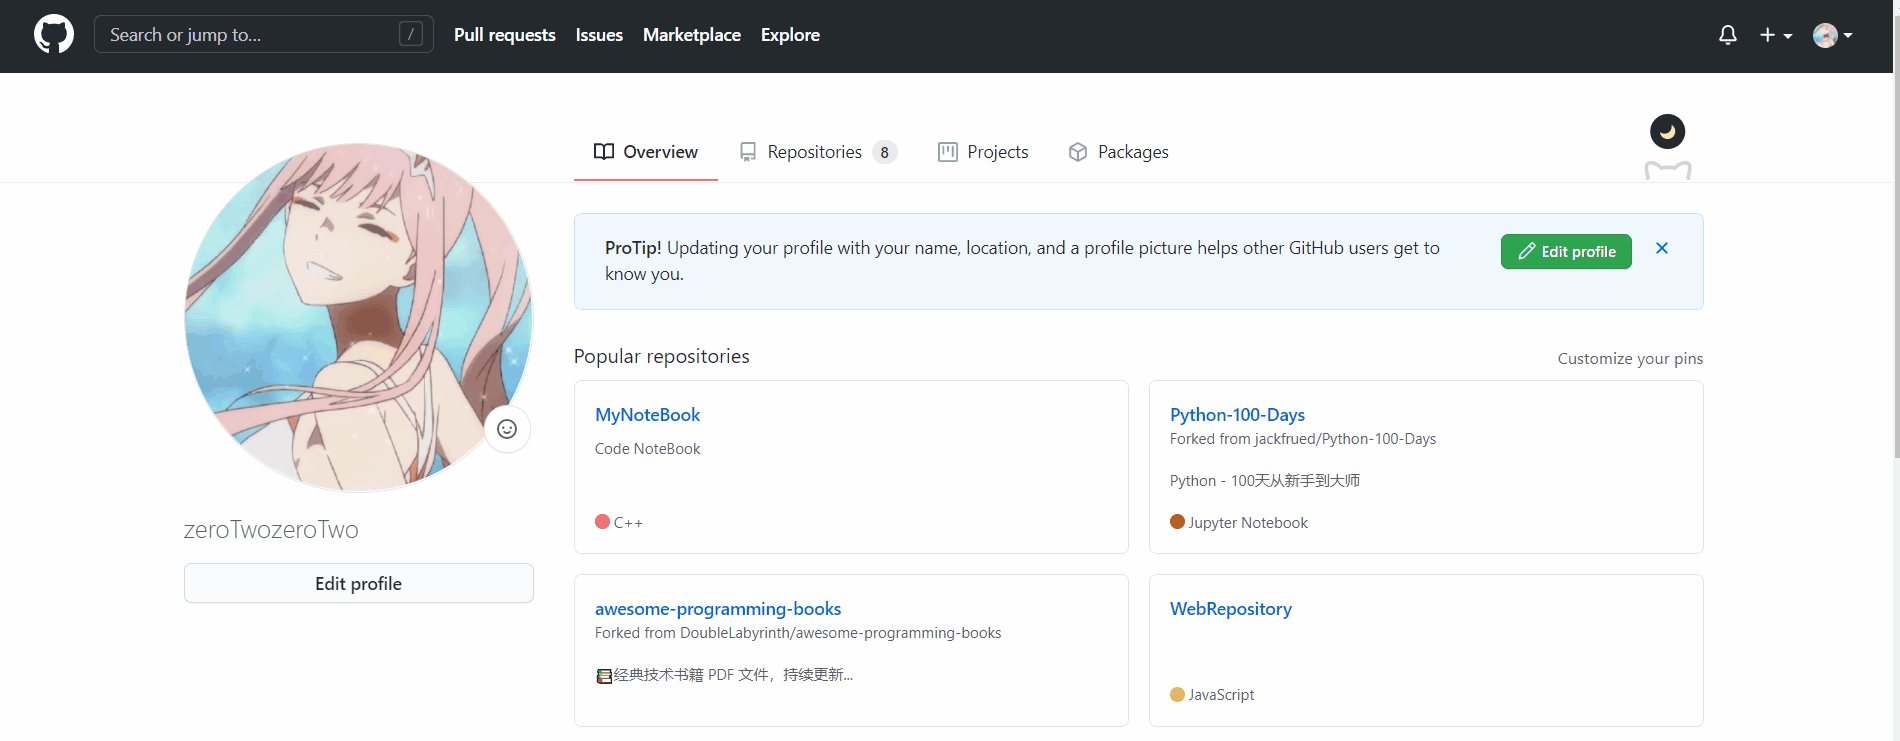 Search or jump to... /
Pull requests
Issues
Marketplace
Explore
Overview
Repositories 8
Projects
Packages
ProTip! Updating your profile with your name, location, and a profile picture helps other GitHub users get to
know you.
Edit profile
zeroTwozeroTwo
Edit profile
Popular repositories
Customize your pins
MyNoteBook
Code NoteBook
C++
Python-100-Days
Forked from jackfrued/Python-100-Days
Python - 100天从新手到大师
Jupyter Notebook
awesome-programming-books
Forked from DoubleLabyrinth/awesome-programming-books
📚经典技术书籍 PDF 文件，持续更新...
WebRepository
JavaScript